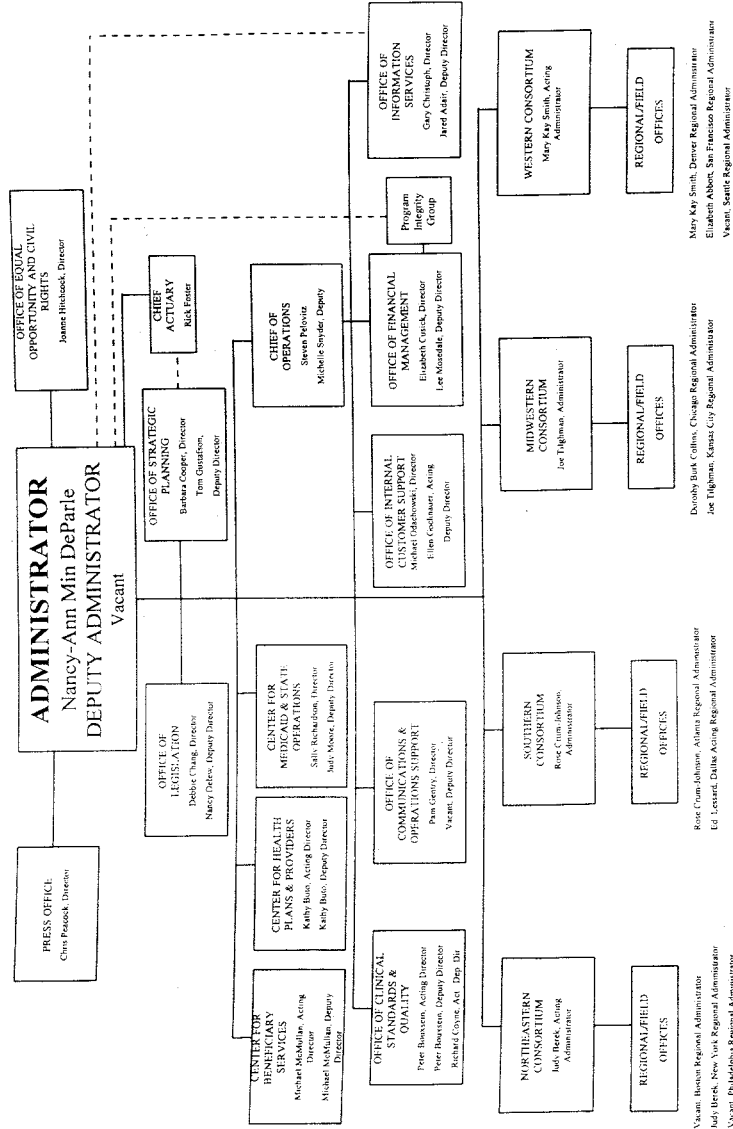 PRESS OFFICE
Chris Peacock, Director
ADMINISTRATOR
Nancy-Ann Min DeParle
DEPUTY ADMINISTRATOR
Vacant
OFFICE OF EQUAL
OPPORTUNITY AND CIVIL
RIGHTS
Joanne Hitchcock, Director
OFFICE OF
LEGISLATION
Debbie Chang, Director
Nancy Delew, Deputy Director
OFFICE OF STRATEGIC
PLANNING
Barbara Cooper, Director
Tom Gustafson,
Deputy Director
CHIEF
ACTUARY
Rick Foster
CENTER FOR
BENEFICIARY
SERVICES
Michael McMullan, Acting
Director
Michael McMullan, Deputy
Director
CENTER FOR HEALTH
PLANS & PROVIDERS
Kathy Buto, Acting Director
Kathy Buto, Deputy Director
CENTER FOR
MEDICAID & STATE
OPERATIONS
Sally Richardson, Director
Judy Moore, Deputy Director
CHIEF OF
OPERATIONS
Steven Pelovitz
Michelle Snyder, Deputy
OFFICE OF CLINICAL
STANDARDS &
QUALITY
Peter Bouxsein, Acting Director
Peter Bouxsein, Deputy Director
Richard Coyne, Act. Dep. Dir
OFFICE OF
COMMUNICATIONS &
OPERATIONS SUPPORT
Pam Gentry, Director
Vacant, Deputy Director
OFFICE OF INTERNAL
CUSTOMER SUPPORT
Michael Odachowski, Director
Ellen Gochnauer, Acting
Deputy Director
OFFICE OF FINANCIAL
MANAGEMENT
Elizabeth Cusick, Director
Lee Mosedale, Deputy Director
Program
Integrity
Group
OFFICE OF
INFORMATION
SERVICES
Gary Christoph, Director
Jared Adair, Deputy Director
NORTHEASTERN
CONSORTIUM
Judy Berek, Acting
Administrator
SOUTHERN
CONSORTIUM
Rose Crum-Johnson,
Administrator
MIDWESTERN
CONSORTIUM
Joe Tilghman, Administrator
WESTERN CONSORTIUM
Mary Kay Smith, Acting
Administrator
REGIONAL/FIELD
OFFICES
REGIONAL/FIELD
OFFICES
REGIONAL/FIELD
OFFICES
REGIONAL/FIELD
OFFICES
Vacant, Boston Regional Administrator
Judy Berek, New York Regional Administrator
Vacant, Philadelphia Regional Administrator
Rose Crum-Johnson, Atlanta Regional Administrator
Ed Lessard, Dallas Acting Regional Administrator
Dorothy Burk Collins, Chicago Regional Administrator
Joe Tilghman, Kansas City Regional Administrator
Mary Kay Smith, Denver Regional Administrator
Elizabeth Abbott, San Francisco Regional Administrator
Vacant, Seattle Regional Administrator